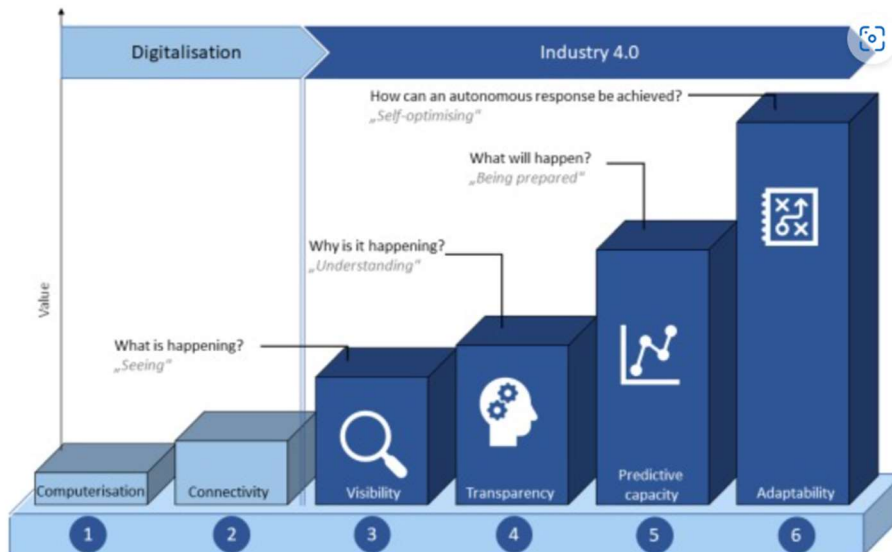 Digitalisation
Industry 4.0
How can an autonomous response be achieved?
„Self-optimising"
What will happen?
„Being prepared"
Why is it happening?
„Understanding"
What is happening?
„Seeing"
Value
Computerisation
Connectivity
Visibility
Transparency
Predictive
capacity
Adaptability
1
2
3
4
5
6